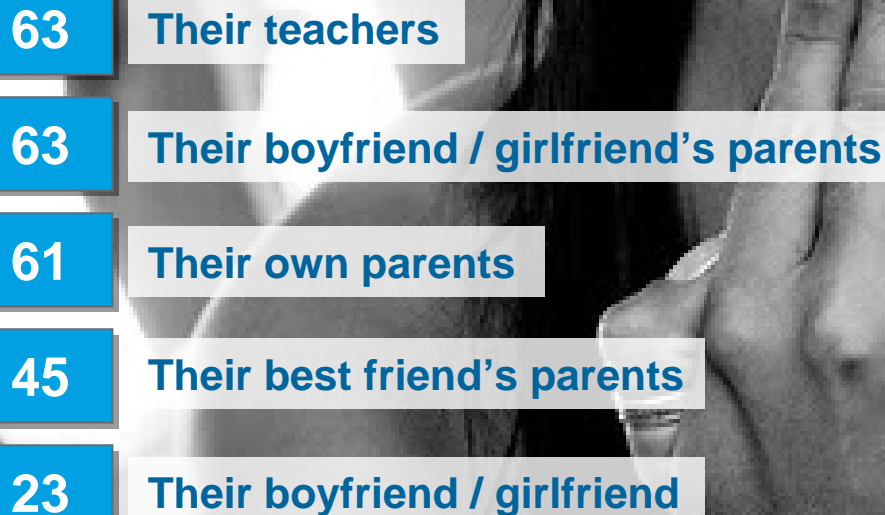 63 Their teachers
63 Their boyfriend / girlfriend's parents
61 Their own parents
45 Their best friend's parents
23 Their boyfriend / girlfriend